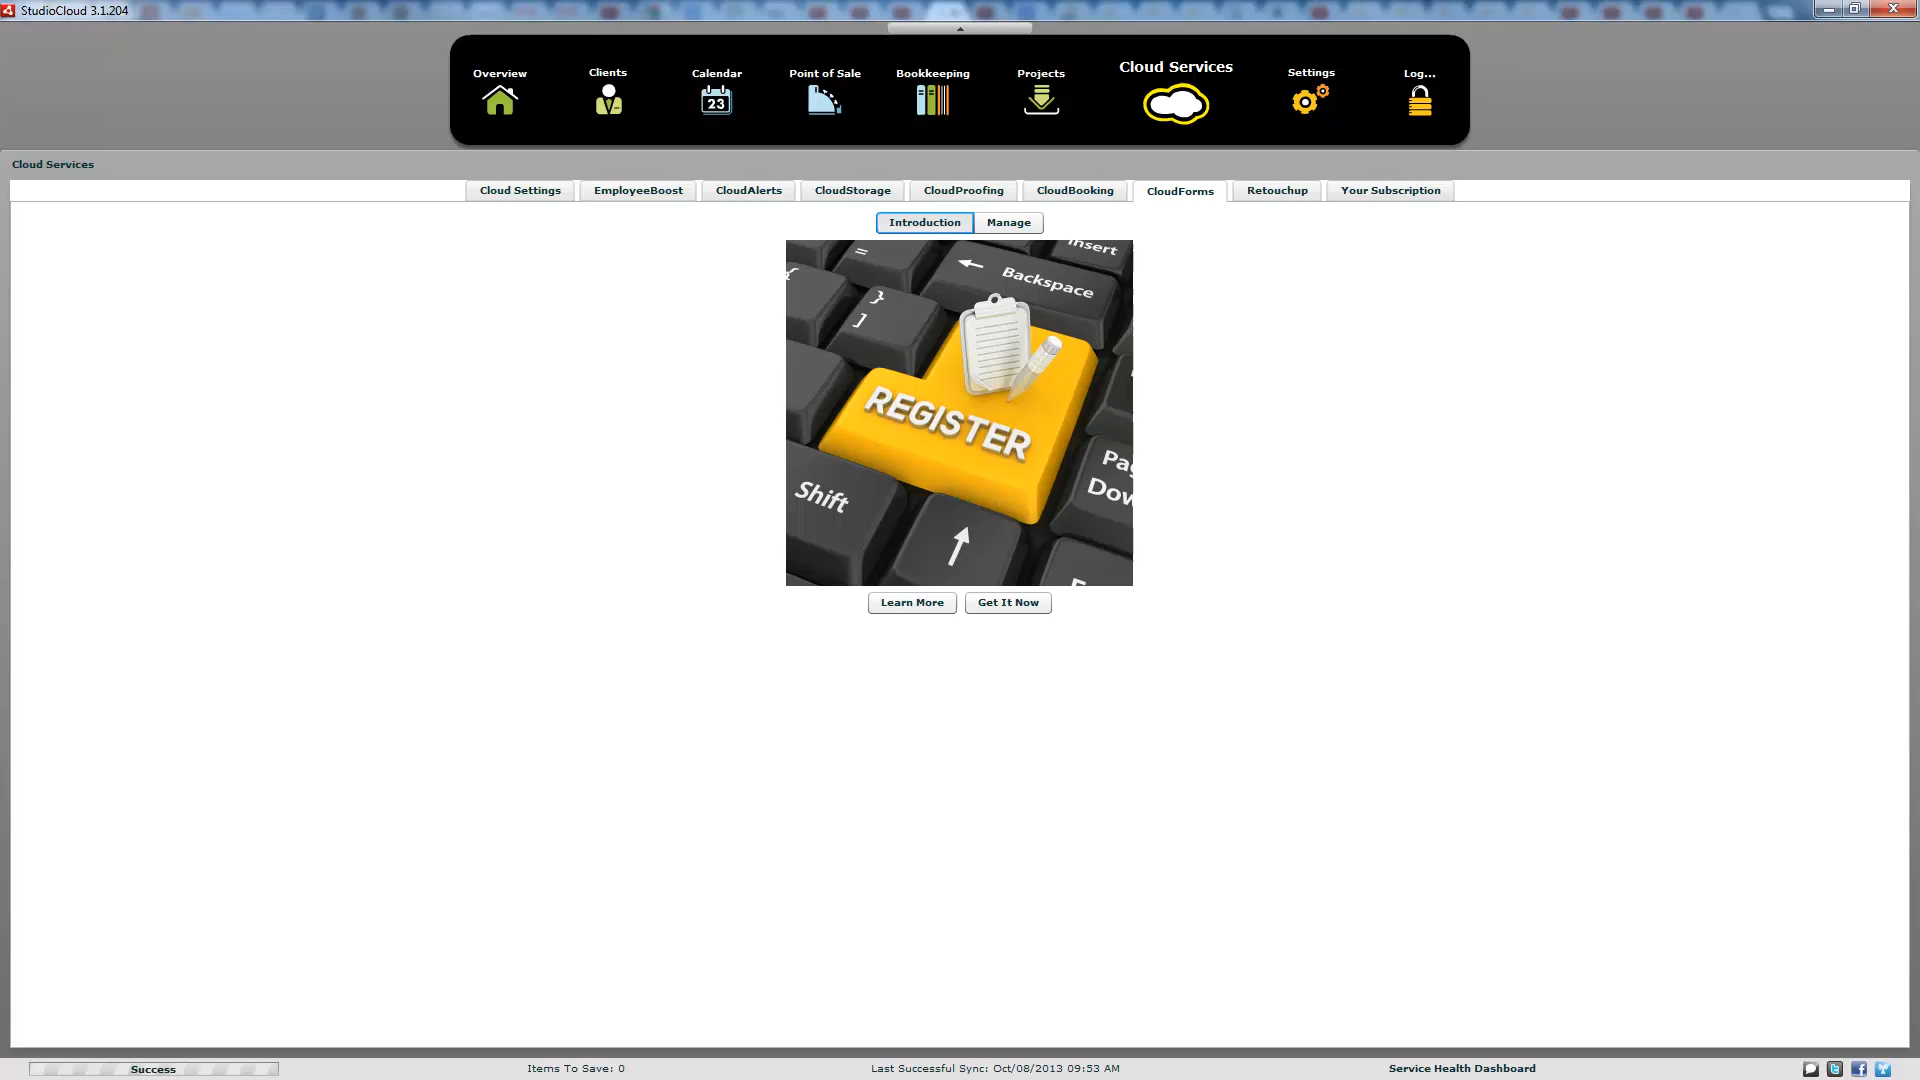 StudioCloud 3.1.204
Overview
Clients
Calendar
Point of Sale
Bookkeeping
Projects
Cloud Services
Settings
Log...
23
Cloud Services
Cloud Settings
EmployeeBoost
CloudAlerts
CloudStorage
CloudProofing
CloudBooking
CloudForms
Retouchup
Your Subscription
Introduction
Manage
Insert
=
← Backspace
{
}
]
REGISTER
Shift
Learn More
Get It Now
Success
Items To Save: 0
Last Successful Sync: Oct/08/2013 09:53 AM
Service Health Dashboard